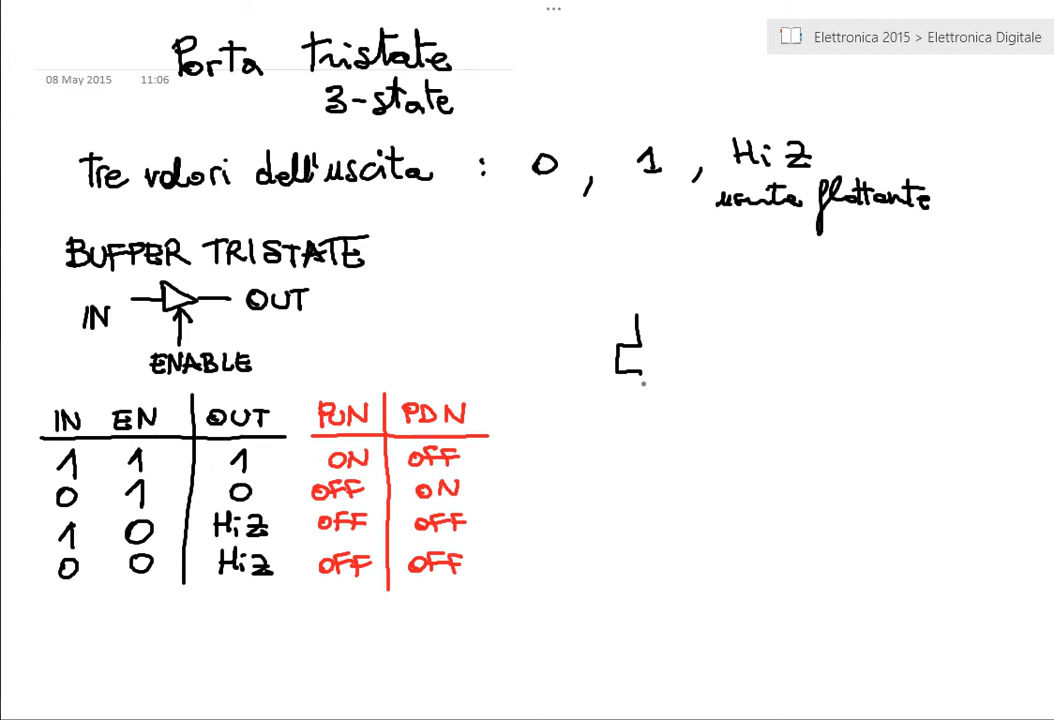 Elettronica 2015 > Elettronica Digitale
Porta tristate
08 May 2015 11:06
3-state
tre valori dell'uscita : 0 , 1 , Hi Z
uscita flottante
BUFFER TRISTATE
IN OUT
ENABLE
IN EN OUT PUN PDN
1 1 1 ON OFF
0 1 0 OFF ON
1 0 Hi Z OFF OFF
0 0 Hi Z OFF OFF